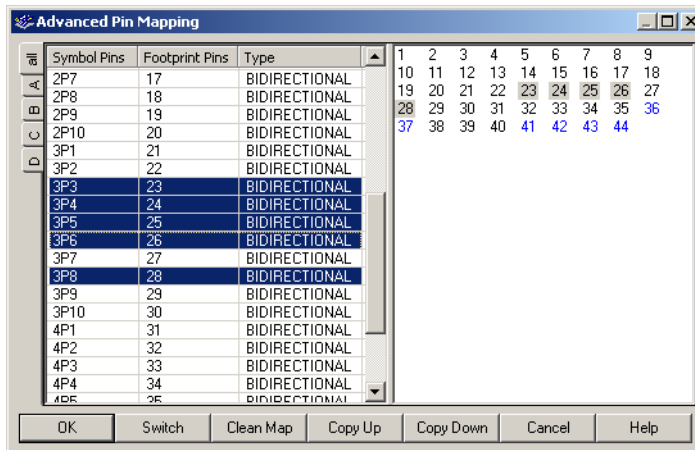 Advanced Pin Mapping
all
A
B
C
D
Symbol Pins Footprint Pins Type
2P7 17 BIDIRECTIONAL
2P8 18 BIDIRECTIONAL
2P9 19 BIDIRECTIONAL
2P10 20 BIDIRECTIONAL
3P1 21 BIDIRECTIONAL
3P2 22 BIDIRECTIONAL
3P3 23 BIDIRECTIONAL
3P4 24 BIDIRECTIONAL
3P5 25 BIDIRECTIONAL
3P6 26 BIDIRECTIONAL
3P7 27 BIDIRECTIONAL
3P8 28 BIDIRECTIONAL
3P9 29 BIDIRECTIONAL
3P10 30 BIDIRECTIONAL
4P1 31 BIDIRECTIONAL
4P2 32 BIDIRECTIONAL
4P3 33 BIDIRECTIONAL
4P4 34 BIDIRECTIONAL
4P5 35 BIDIRECTIONAL
1 2 3 4 5 6 7 8 9
10 11 12 13 14 15 16 17 18
19 20 21 22 23 24 25 26 27
28 29 30 31 32 33 34 35 36
37 38 39 40 41 42 43 44
OK Switch Clean Map Copy Up Copy Down Cancel Help